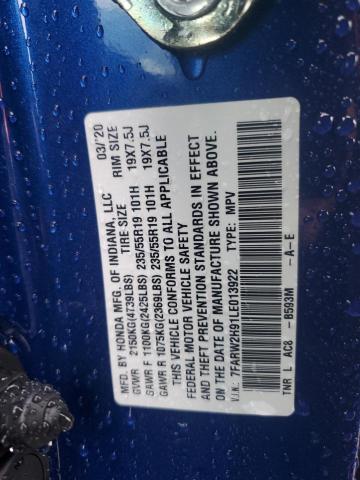 MFD. BY HONDA MFG. OF INDIANA, LLC 03/'20
TIRE SIZE RIM SIZE
GVWR 2150KG(4739LBS)
GAWR F 1100KG(2425LBS) 235/55R19 101H 19X7.5J
GAWR R 1075KG(2369LBS) 235/55R19 101H 19X7.5J
THIS VEHICLE CONFORMS TO ALL APPLICABLE
FEDERAL MOTOR VEHICLE SAFETY
AND THEFT PREVENTION STANDARDS IN EFFECT
ON THE DATE OF MANUFACTURE SHOWN ABOVE.
V.I.N.: 7FARW2H91LE013922 TYPE: MPV
TNR L AC8 -B593M -A-E